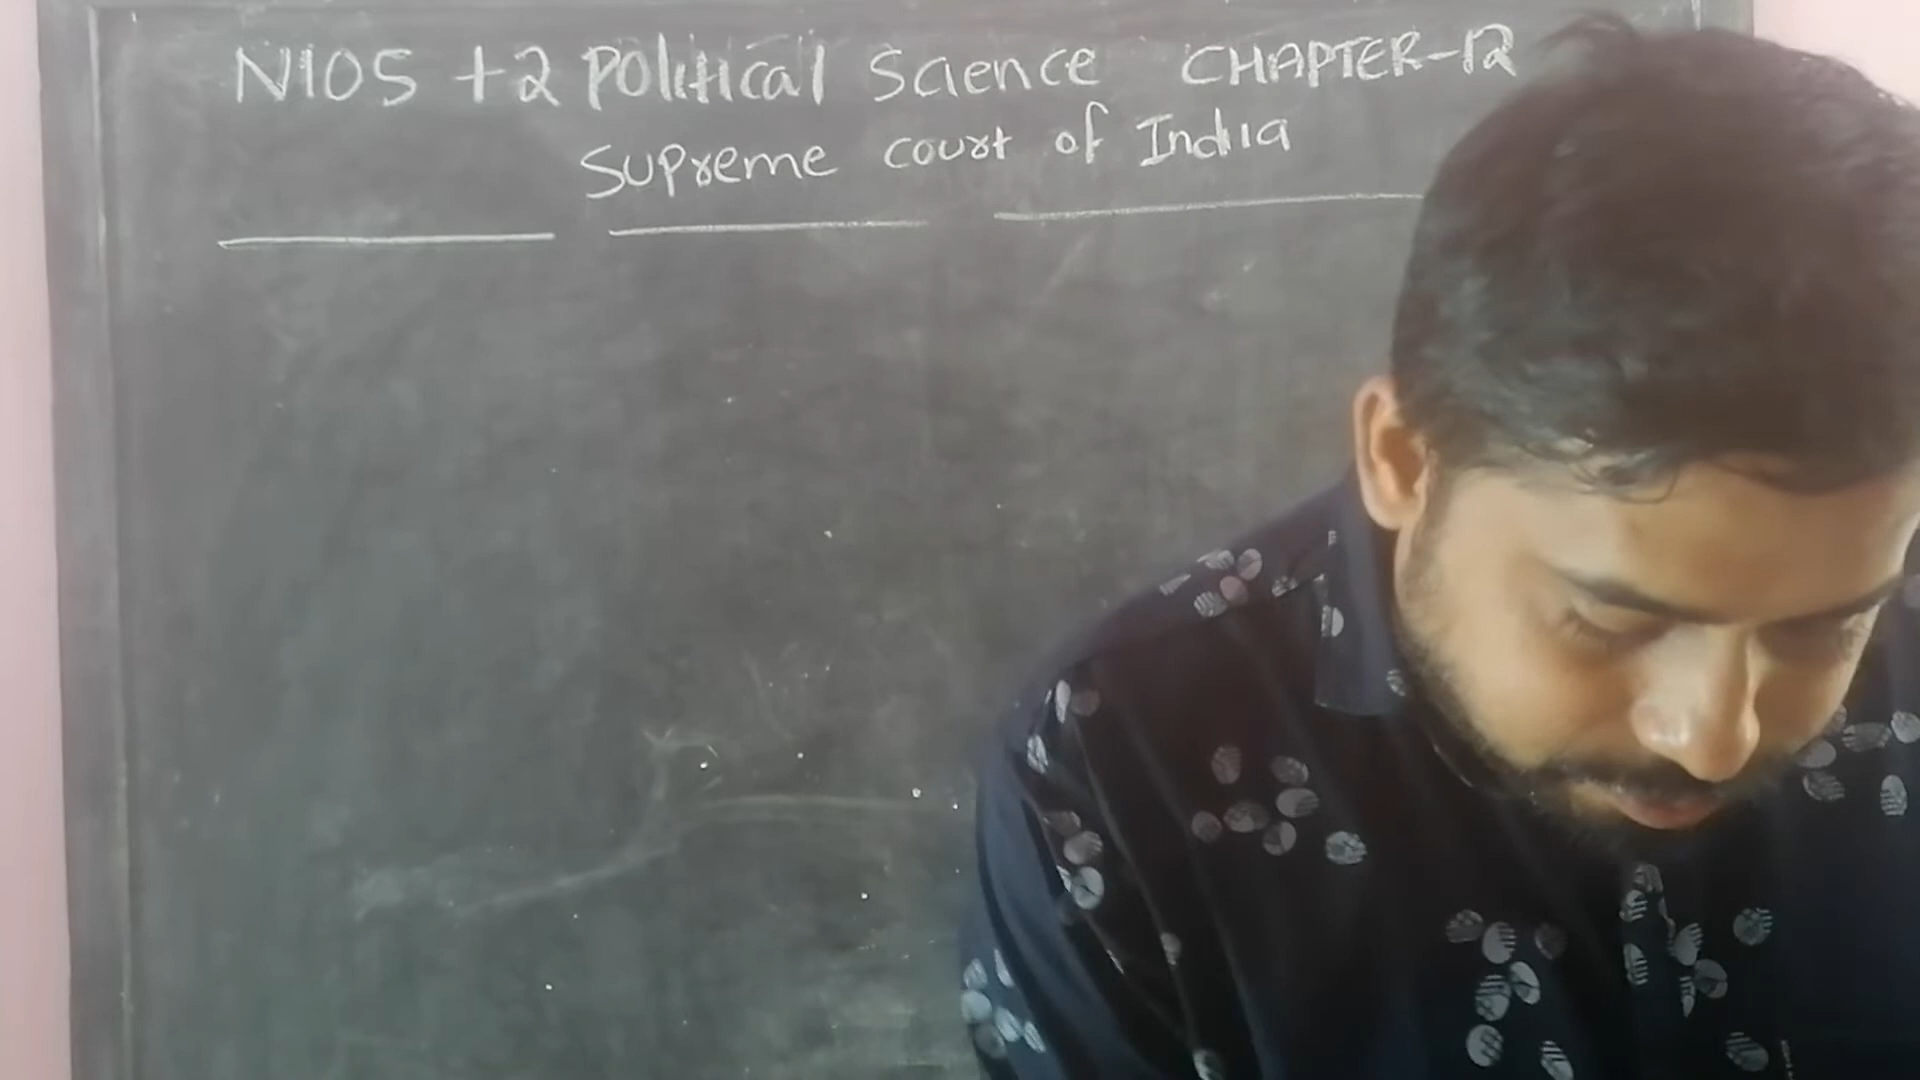 NIOS +2 Political Science CHAPTER-12
Supreme court of India